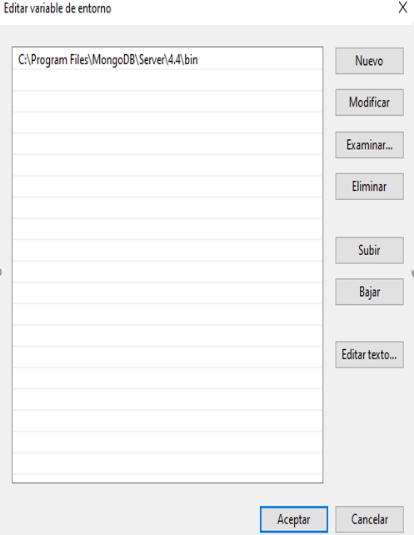 Editar variable de entorno
C:\Program Files\MongoDB\Server\4.4\bin
Nuevo
Modificar
Examinar...
Eliminar
Subir
Bajar
Editar texto...
Aceptar
Cancelar